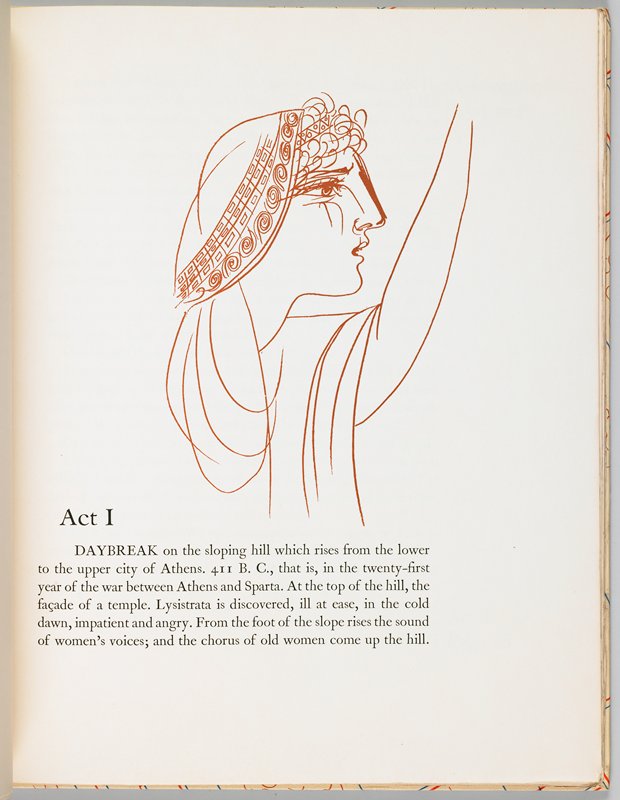 Act I
DAYBREAK on the sloping hill which rises from the lower
to the upper city of Athens. 411 B. C., that is, in the twenty-first
year of the war between Athens and Sparta. At the top of the hill, the
façade of a temple. Lysistrata is discovered, ill at ease, in the cold
dawn, impatient and angry. From the foot of the slope rises the sound
of women's voices; and the chorus of old women come up the hill.